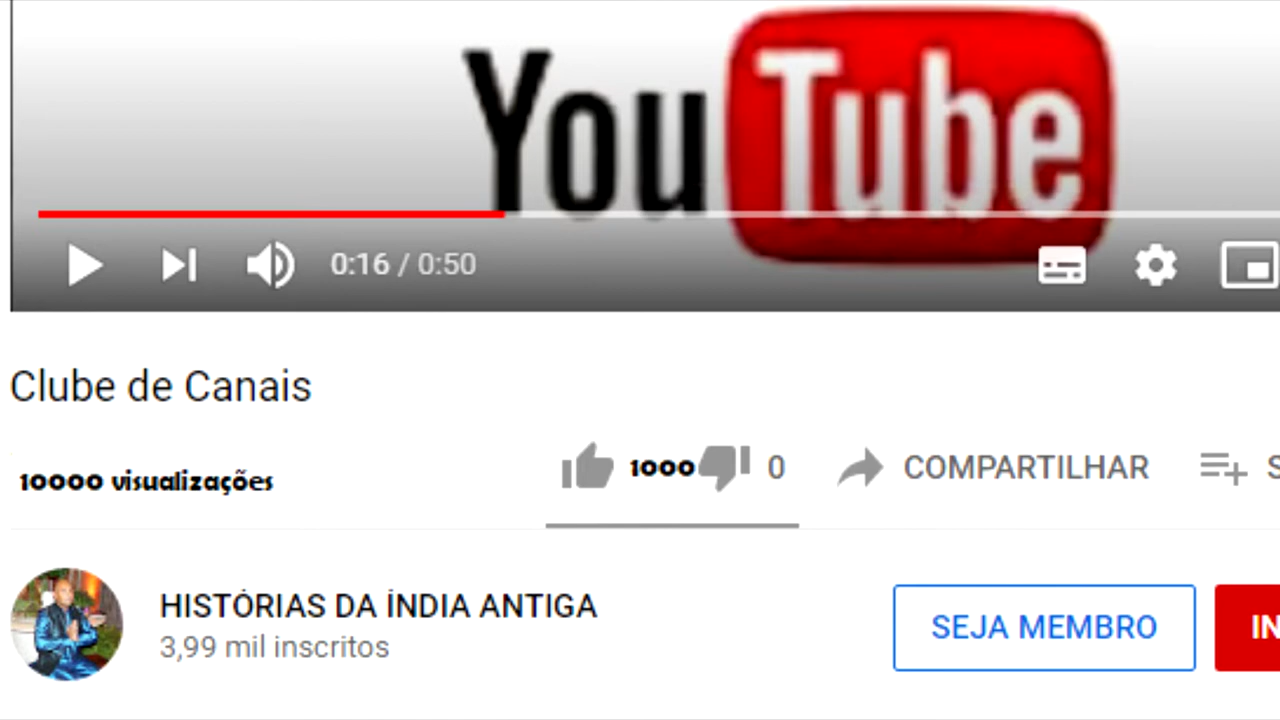 YouTube
0:16 / 0:50
Clube de Canais
10000 visualizações
1000 0 COMPARTILHAR S
HISTÓRIAS DA ÍNDIA ANTIGA
3,99 mil inscritos
SEJA MEMBRO
IN